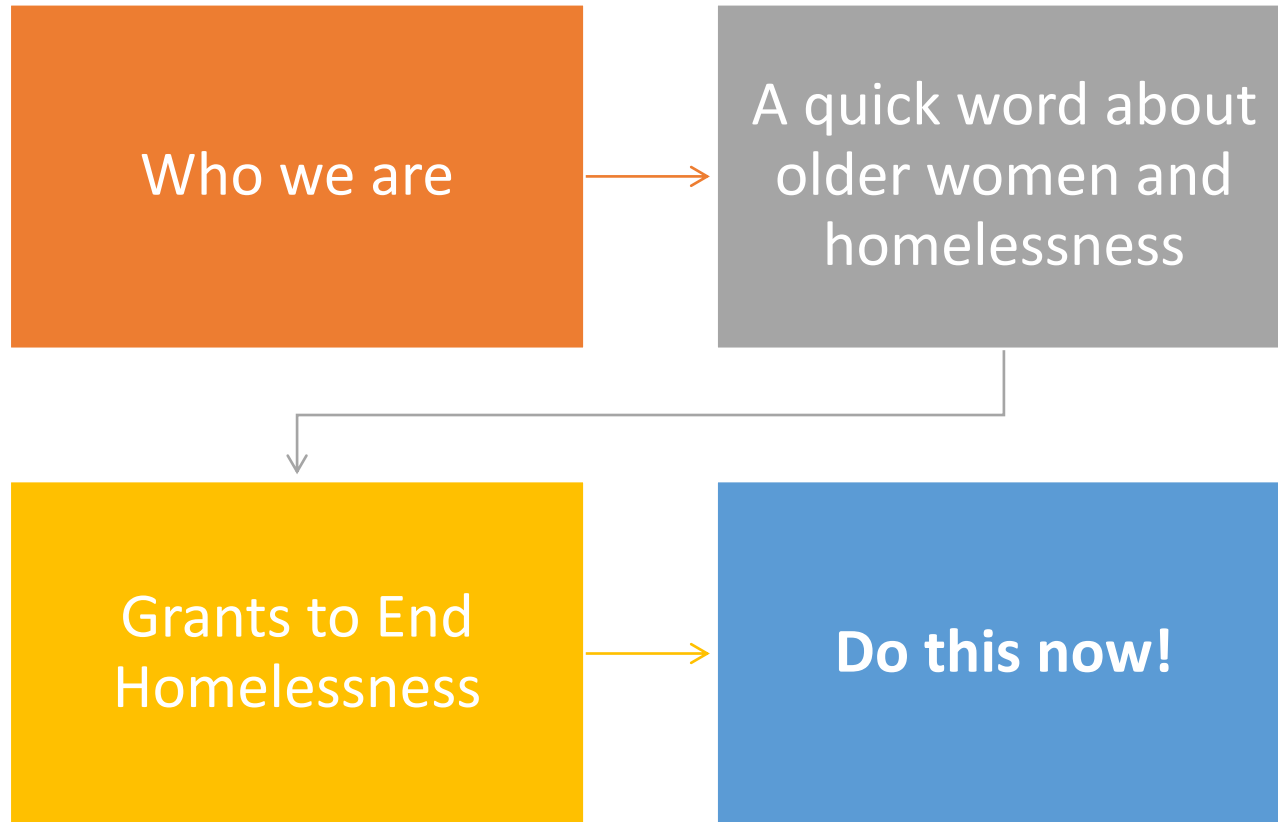 Who we are
A quick word about
older women and
homelessness
Grants to End
Homelessness
Do this now!